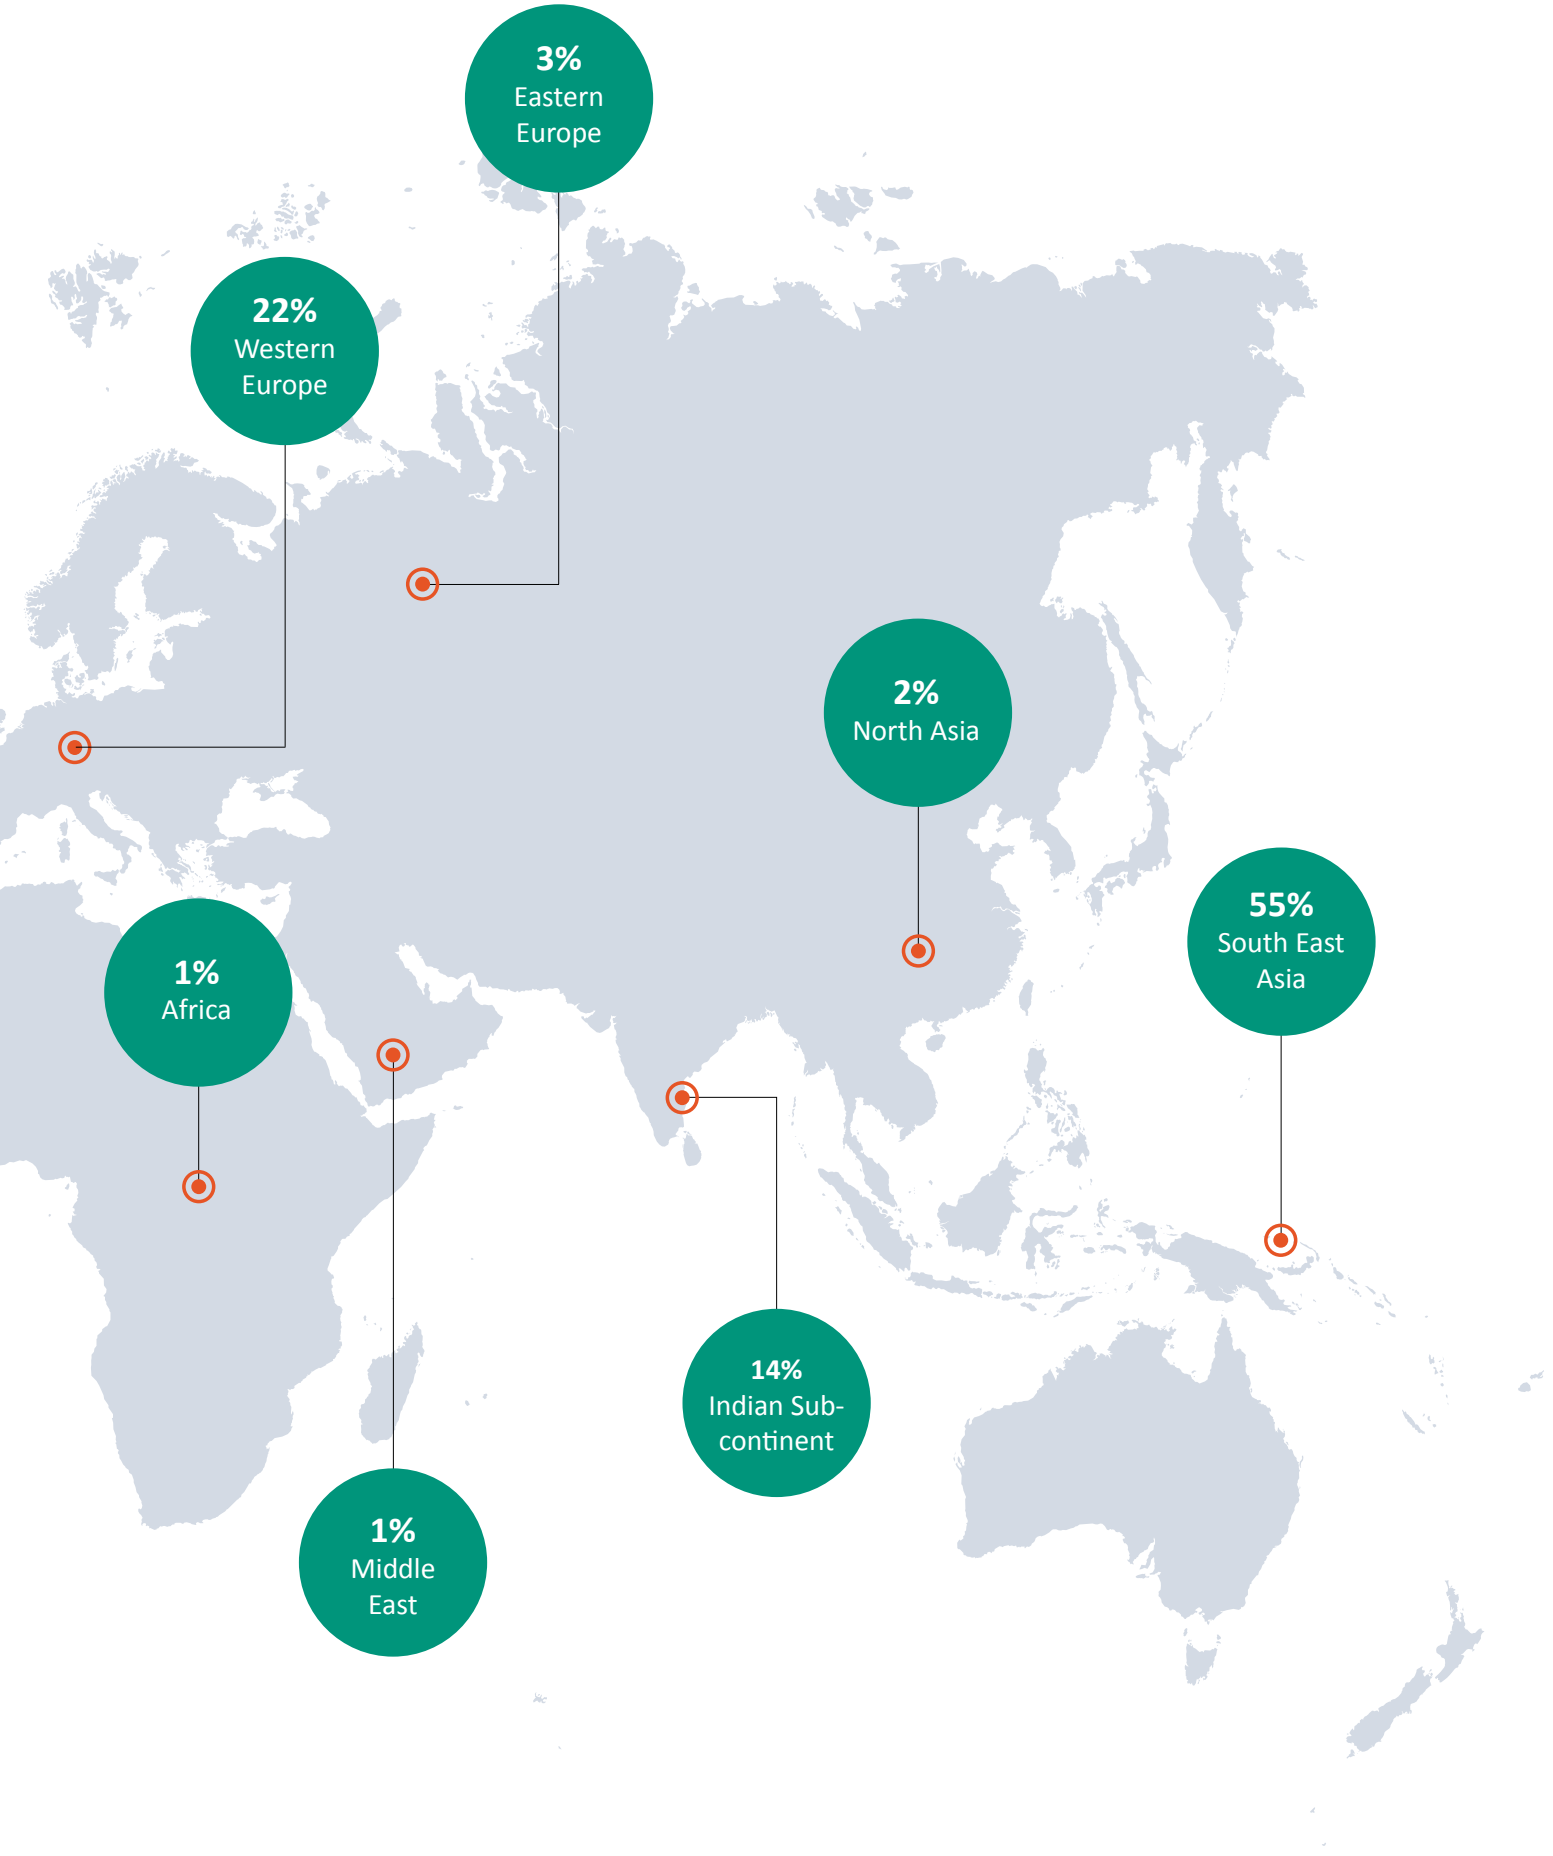 3%
Eastern
Europe
22%
Western
Europe
2%
North Asia
55%
South East
Asia
1%
Africa
14%
Indian Sub-
continent
1%
Middle
East